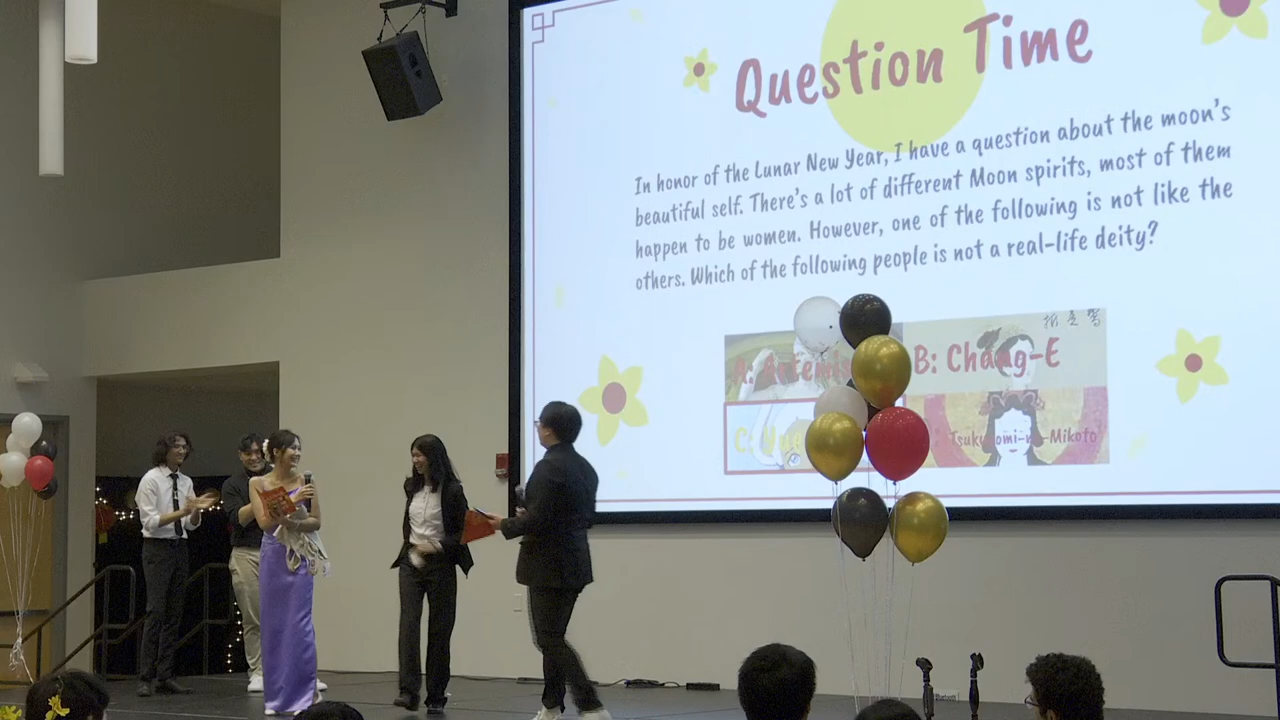 Question Time
In honor of the Lunar New Year, I have a question about the moon's
beautiful self. There's a lot of different Moon spirits, most of them
happen to be women. However, one of the following is not like the
others. Which of the following people is not a real-life deity?
A: Artemis
B: Chang-E
C: